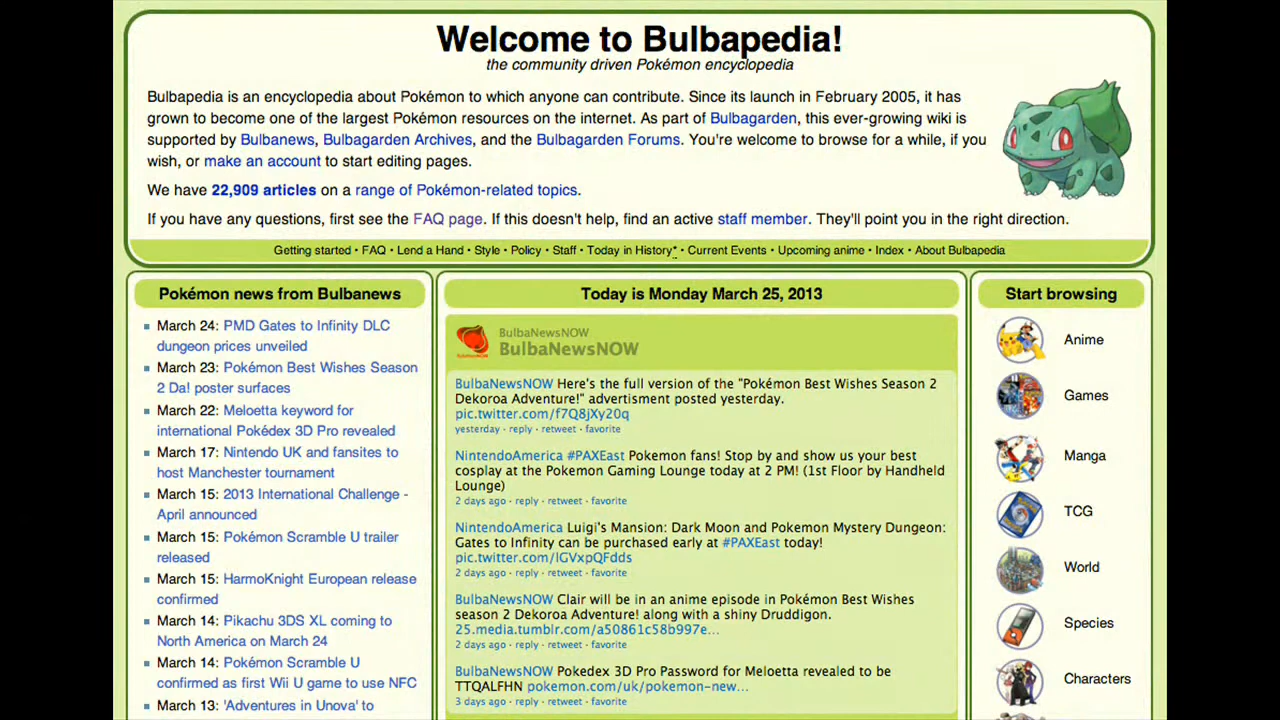 Welcome to Bulbapedia!
the community driven Pokémon encyclopedia
Bulbapedia is an encyclopedia about Pokémon to which anyone can contribute. Since its launch in February 2005, it has
grown to become one of the largest Pokémon resources on the internet. As part of Bulbagarden, this ever-growing wiki is
supported by Bulbanews, Bulbagarden Archives, and the Bulbagarden Forums. You're welcome to browse for a while, if you
wish, or make an account to start editing pages.
We have 22,909 articles on a range of Pokémon-related topics.
If you have any questions, first see the FAQ page. If this doesn't help, find an active staff member. They'll point you in the right direction.
Getting started • FAQ • Lend a Hand • Style • Policy • Staff • Today in History* • Current Events • Upcoming anime • Index • About Bulbapedia
Pokémon news from Bulbanews
March 24: PMD Gates to Infinity DLC
dungeon prices unveiled
March 23: Pokémon Best Wishes Season
2 Da! poster surfaces
March 22: Meloetta keyword for
international Pokédex 3D Pro revealed
March 17: Nintendo UK and fansites to
host Manchester tournament
March 15: 2013 International Challenge -
April announced
March 15: Pokémon Scramble U trailer
released
March 15: HarmoKnight European release
confirmed
March 14: Pikachu 3DS XL coming to
North America on March 24
March 14: Pokémon Scramble U
confirmed as first Wii U game to use NFC
March 13: 'Adventures in Unova' to
Today is Monday March 25, 2013
BulbaNewsNOW
BulbaNewsNOW
BulbaNewsNOW Here's the full version of the "Pokémon Best Wishes Season 2
Dekoroa Adventure!" advertisment posted yesterday.
pic.twitter.com/f7Q8jXy20q
yesterday · reply · retweet · favorite
NintendoAmerica #PAXEast Pokemon fans! Stop by and show us your best
cosplay at the Pokemon Gaming Lounge today at 2 PM! (1st Floor by Handheld
Lounge)
2 days ago · reply · retweet · favorite
NintendoAmerica Luigi's Mansion: Dark Moon and Pokemon Mystery Dungeon:
Gates to Infinity can be purchased early at #PAXEast today!
pic.twitter.com/lGVxpQFdds
2 days ago · reply · retweet · favorite
BulbaNewsNOW Clair will be in an anime episode in Pokémon Best Wishes
season 2 Dekoroa Adventure! along with a shiny Druddigon.
25.media.tumblr.com/a50861c58b997e…
2 days ago · reply · retweet · favorite
BulbaNewsNOW Pokedex 3D Pro Password for Meloetta revealed to be
TTQALFHN pokemon.com/uk/pokemon-new…
3 days ago · reply · retweet · favorite
Start browsing
Anime
Games
Manga
TCG
World
Species
Characters